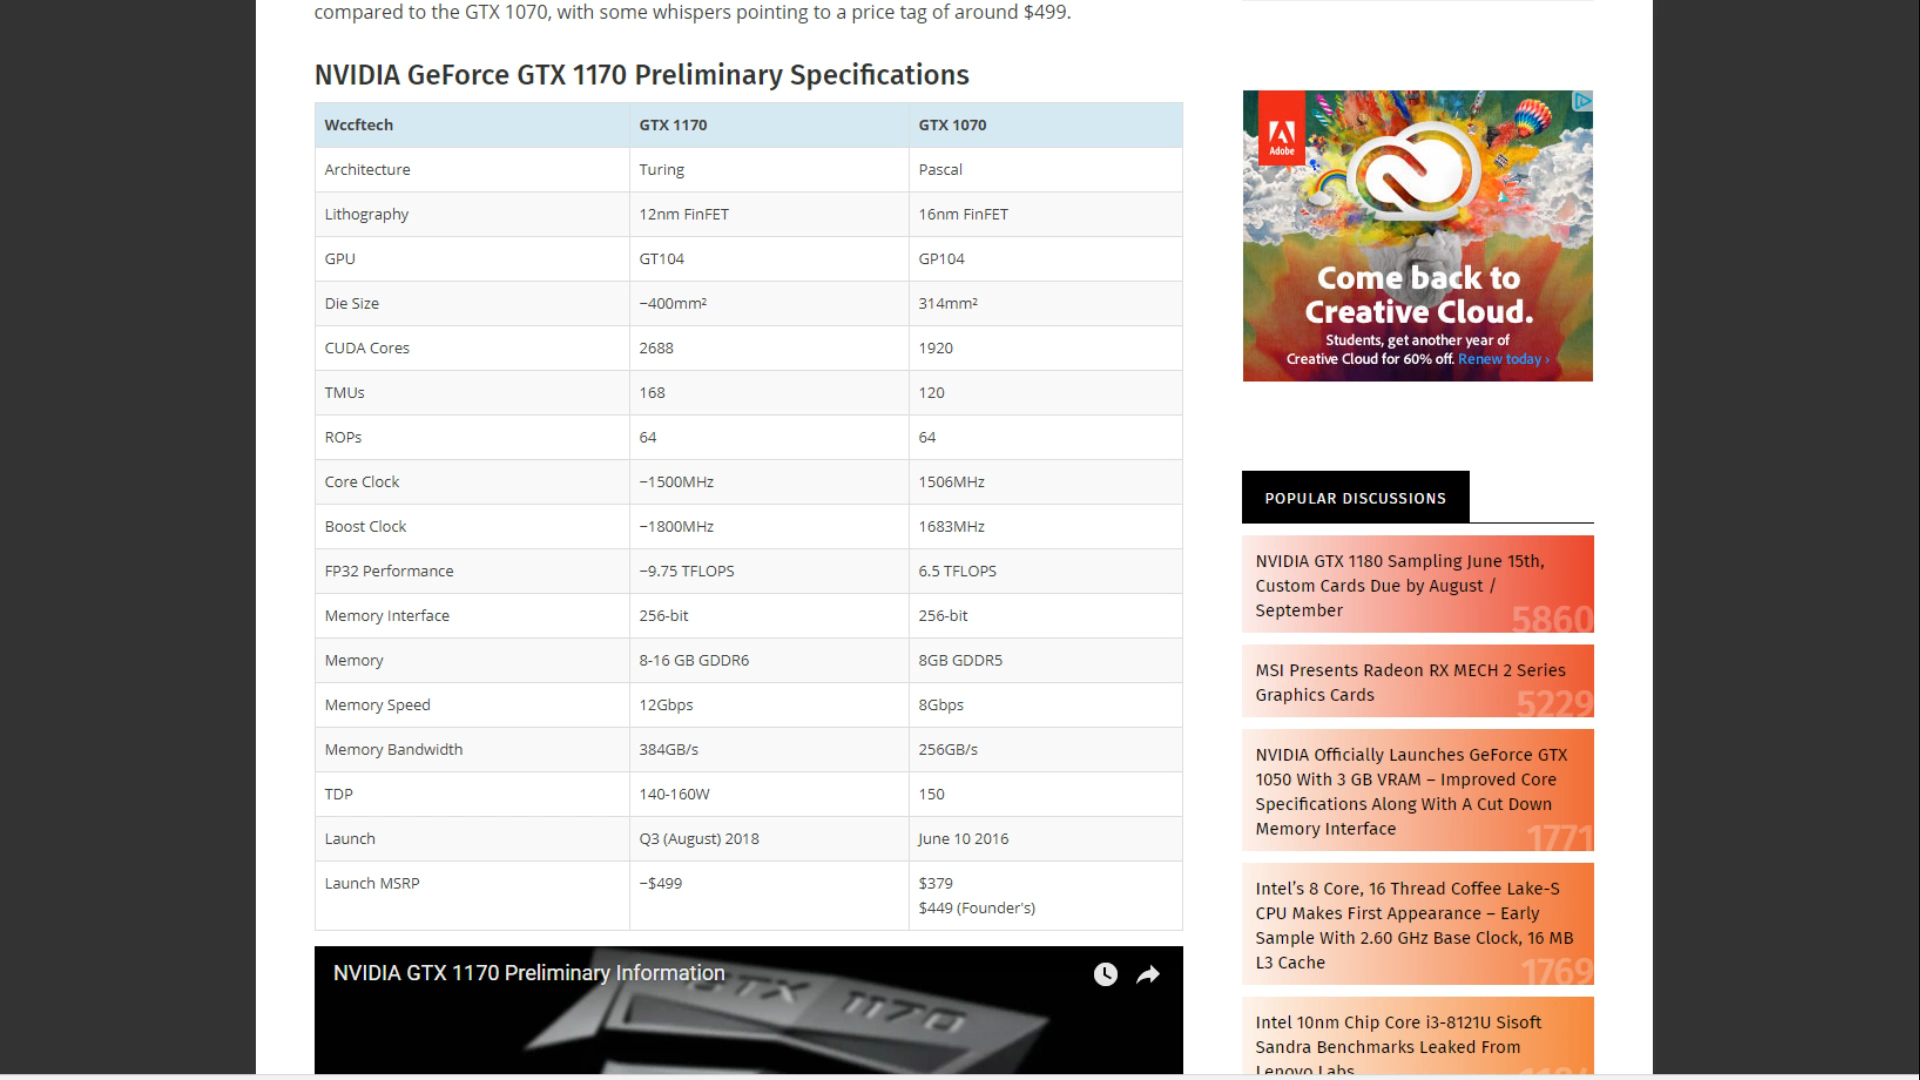 compared to the GTX 1070, with some whispers pointing to a price tag of around $499.
NVIDIA GeForce GTX 1170 Preliminary Specifications
Wccftech GTX 1170 GTX 1070
Architecture Turing Pascal
Lithography 12nm FinFET 16nm FinFET
GPU GT104 GP104
Die Size ~400mm² 314mm²
CUDA Cores 2688 1920
TMUs 168 120
ROPs 64 64
Core Clock ~1500MHz 1506MHz
Boost Clock ~1800MHz 1683MHz
FP32 Performance ~9.75 TFLOPS 6.5 TFLOPS
Memory Interface 256-bit 256-bit
Memory 8-16 GB GDDR6 8GB GDDR5
Memory Speed 12Gbps 8Gbps
Memory Bandwidth 384GB/s 256GB/s
TDP 140-160W 150
Launch Q3 (August) 2018 June 10 2016
Launch MSRP ~$499 $379
$449 (Founder's)
NVIDIA GTX 1170 Preliminary Information
GTX 1170
Adobe
Come back to
Creative Cloud.
Students, get another year of
Creative Cloud for 60% off. Renew today ›
POPULAR DISCUSSIONS
NVIDIA GTX 1180 Sampling June 15th,
Custom Cards Due by August /
September
5860
MSI Presents Radeon RX MECH 2 Series
Graphics Cards
5229
NVIDIA Officially Launches GeForce GTX
1050 With 3 GB VRAM – Improved Core
Specifications Along With A Cut Down
Memory Interface
1771
Intel’s 8 Core, 16 Thread Coffee Lake-S
CPU Makes First Appearance – Early
Sample With 2.60 GHz Base Clock, 16 MB
L3 Cache
1769
Intel 10nm Chip Core i3-8121U Sisoft
Sandra Benchmarks Leaked From
Lenovo Labs